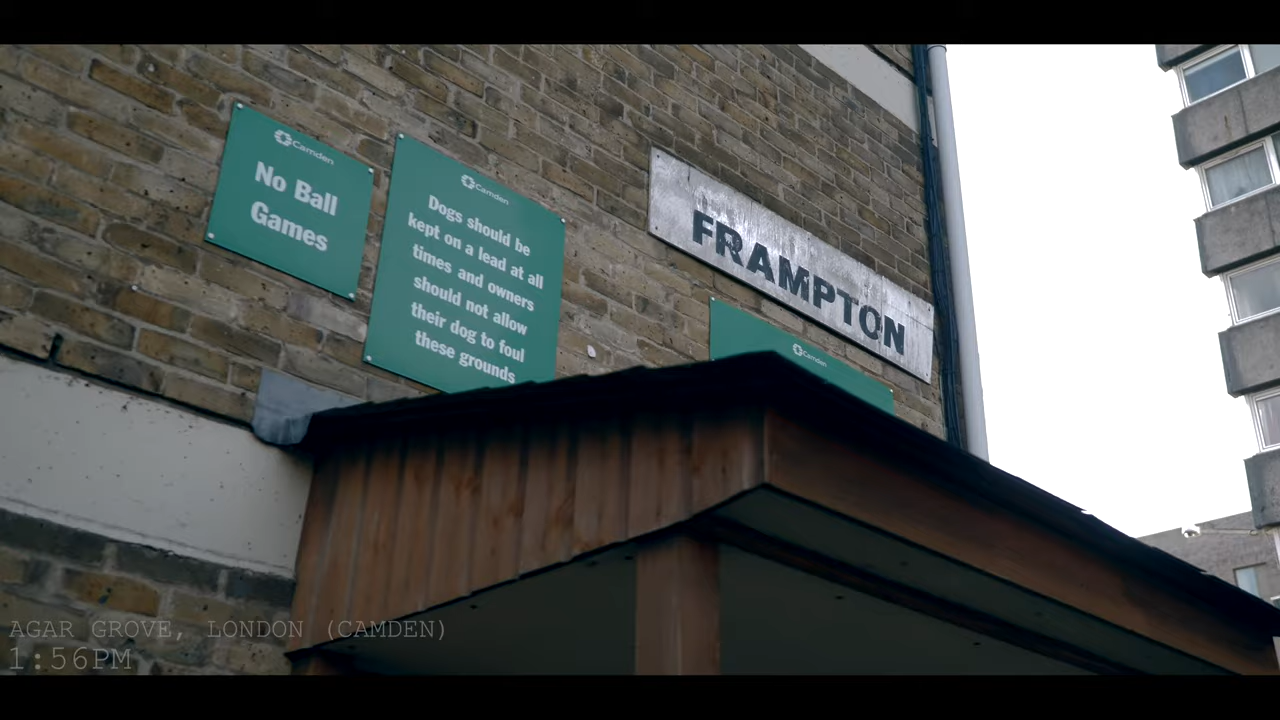 Camden
No Ball
Games
Camden
Dogs should be
kept on a lead at all
times and owners
should not allow
their dog to foul
these grounds
FRAMPTON
Camden
AGAR GROVE, LONDON (CAMDEN)
1:56PM